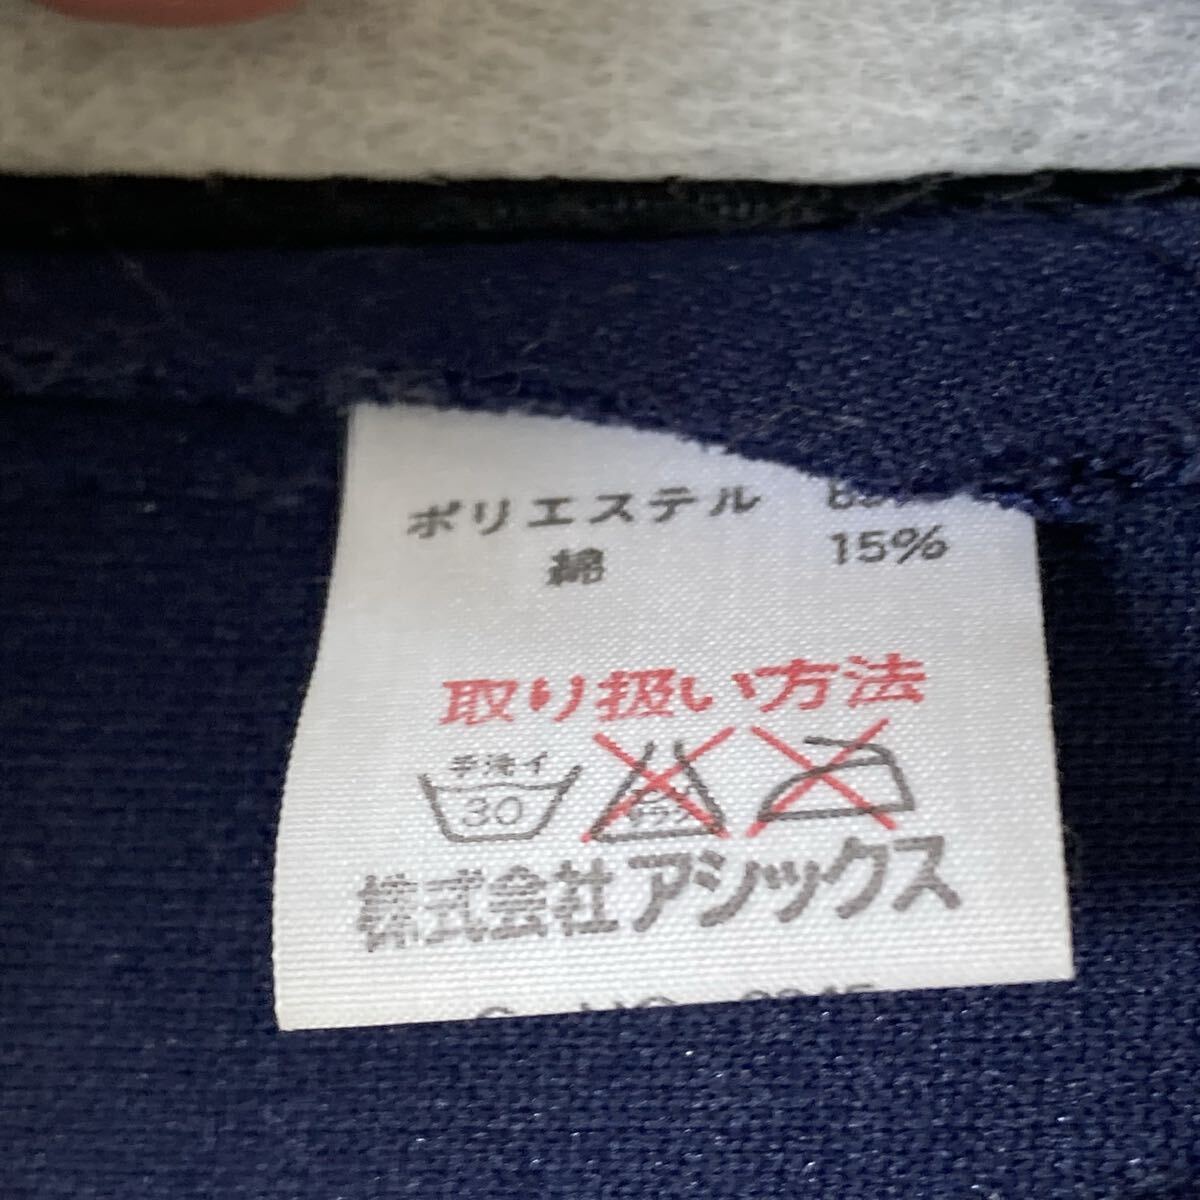 ポリエステル
綿 15%
取り扱い方法
手洗イ
30
株式会社アシックス